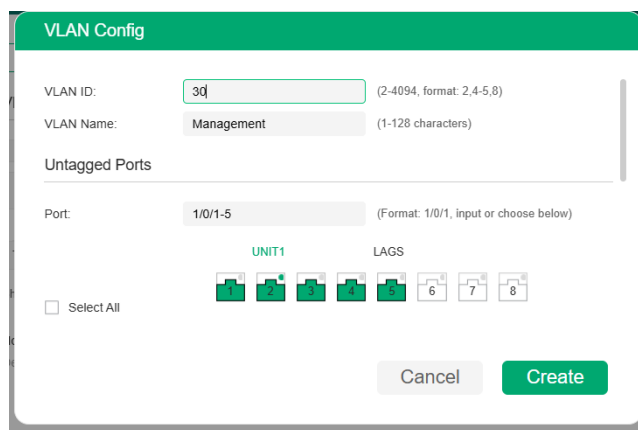 VLAN Config
VLAN ID: 30 (2-4094, format: 2,4-5,8)
VLAN Name: Management (1-128 characters)
Untagged Ports
Port: 1/0/1-5 (Format: 1/0/1, input or choose below)
UNIT1 LAGS
1 2 3 4 5 6 7 8
Select All
Cancel Create